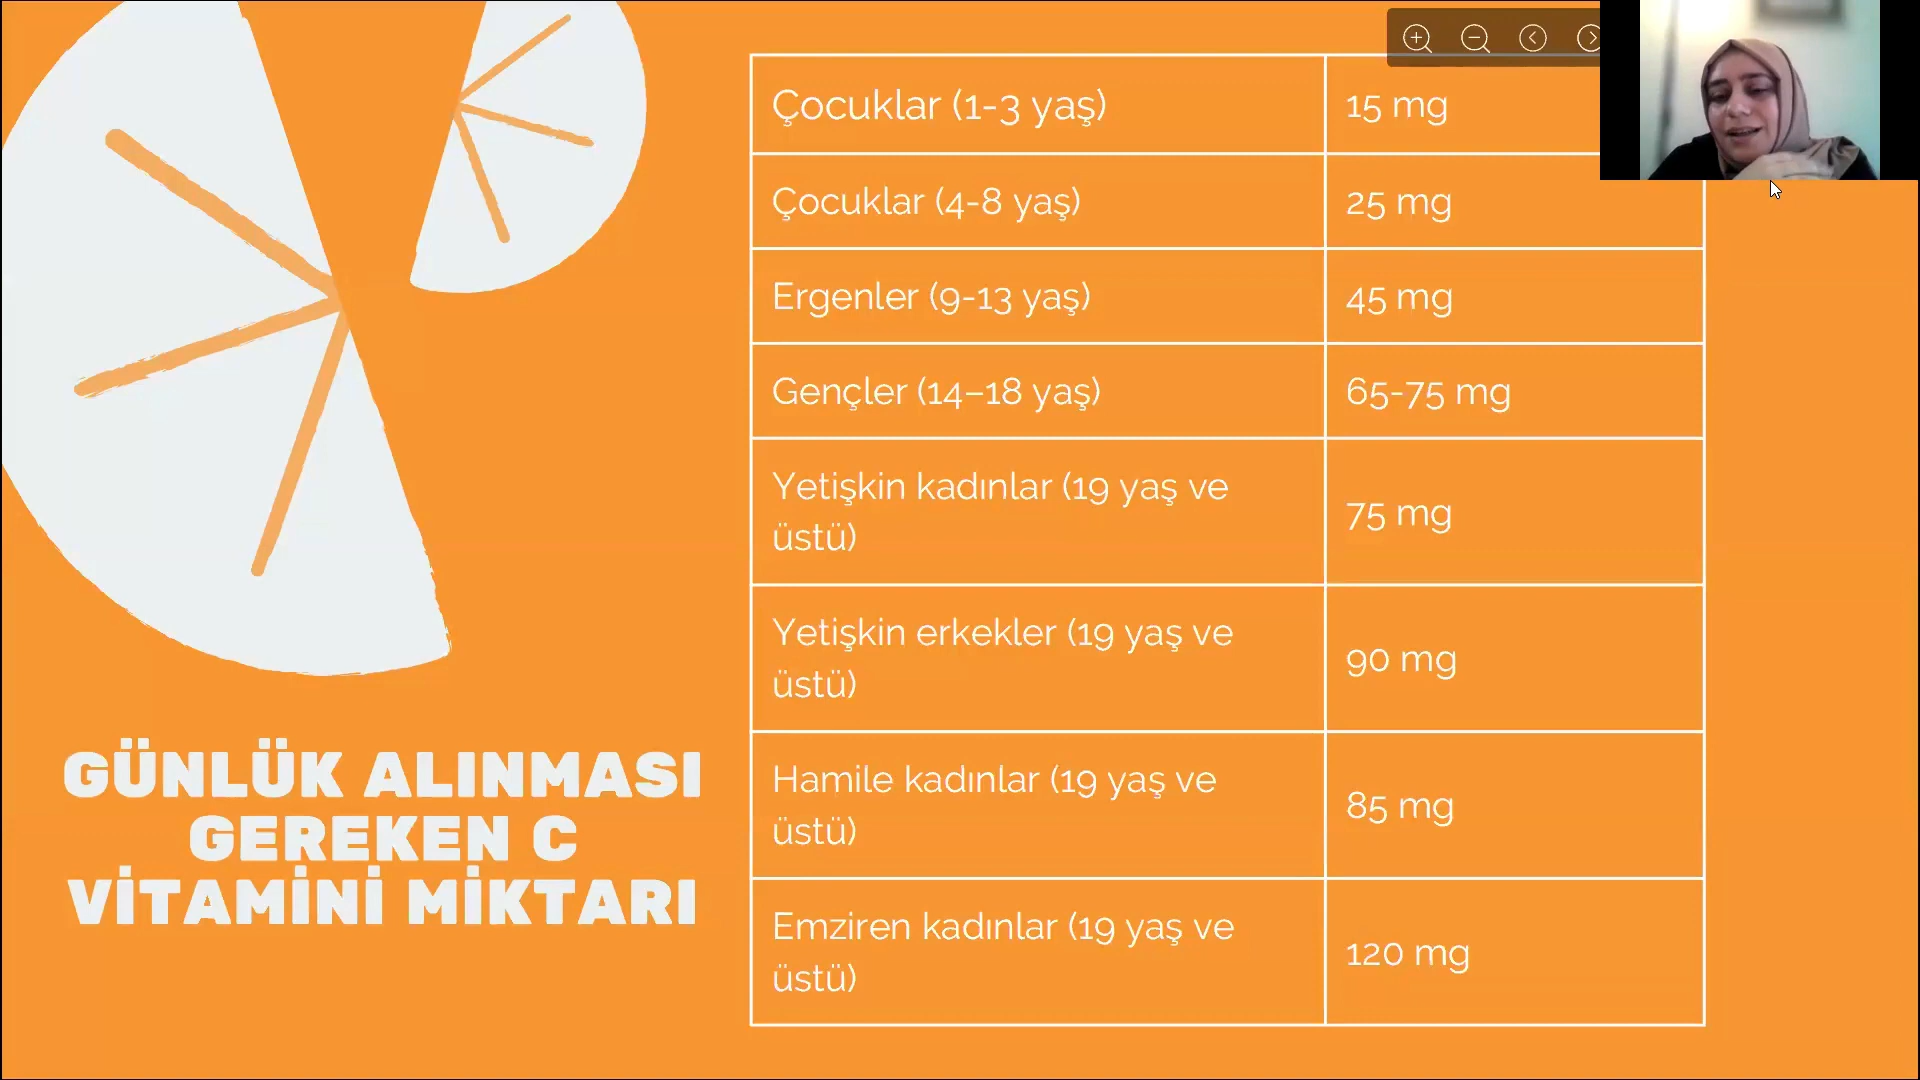 GÜNLÜK ALINMASI
GEREKEN C
VİTAMİNİ MİKTARI
Çocuklar (1-3 yaş) 15 mg
Çocuklar (4-8 yaş) 25 mg
Ergenler (9-13 yaş) 45 mg
Gençler (14–18 yaş) 65-75 mg
Yetişkin kadınlar (19 yaş ve
üstü) 75 mg
Yetişkin erkekler (19 yaş ve
üstü) 90 mg
Hamile kadınlar (19 yaş ve
üstü) 85 mg
Emziren kadınlar (19 yaş ve
üstü) 120 mg